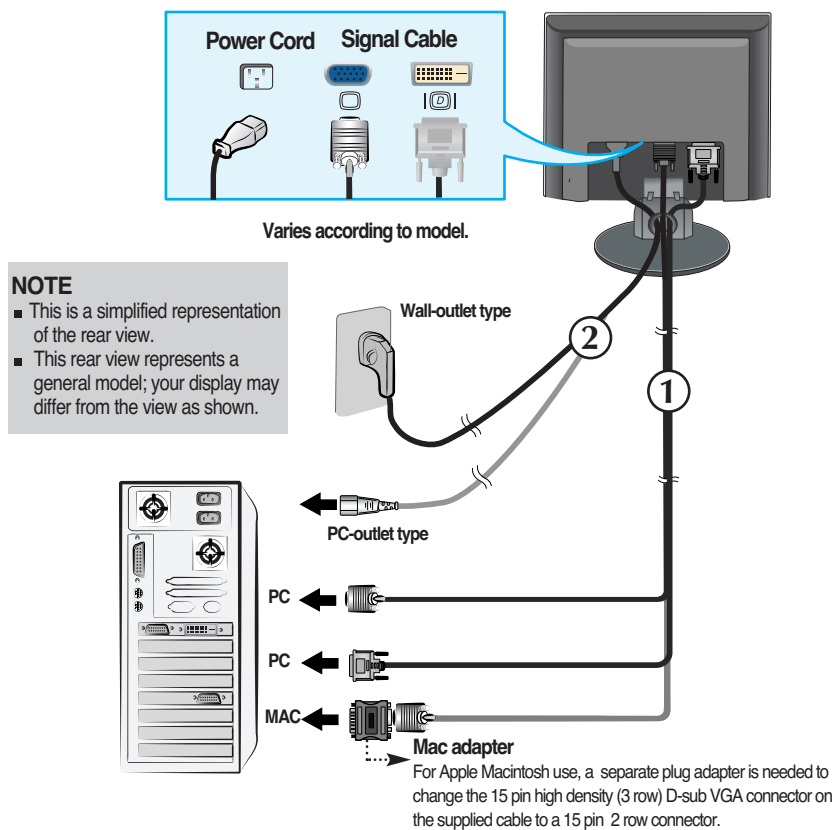 Power Cord Signal Cable
D
Varies according to model.
NOTE
This is a simplified representation
of the rear view.
This rear view represents a
general model; your display may
differ from the view as shown.
Wall-outlet type
2
1
PC-outlet type
PC
PC
MAC
Mac adapter
For Apple Macintosh use, a separate plug adapter is needed to
change the 15 pin high density (3 row) D-sub VGA connector on
the supplied cable to a 15 pin 2 row connector.